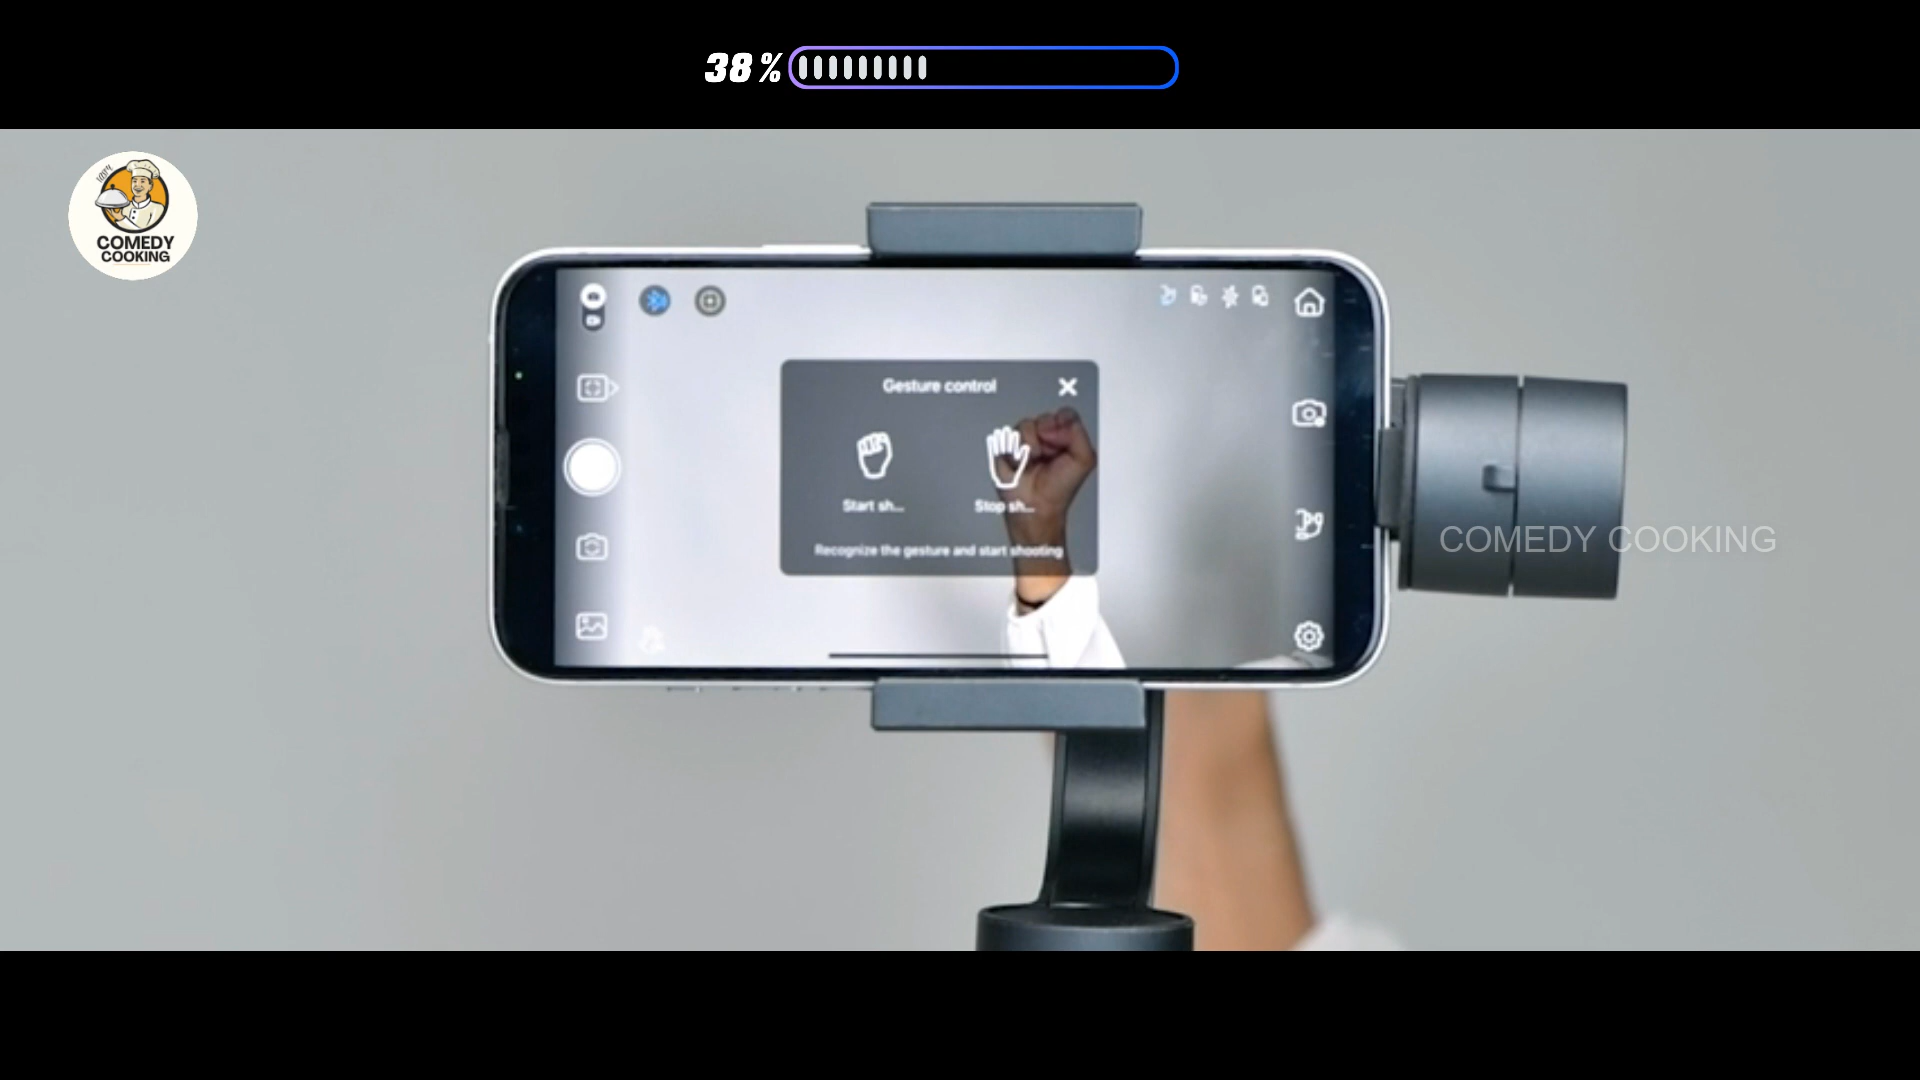 38%
COMEDY
COOKING
Gesture control
Start sh...
Stop sh...
Recognize the gesture and start shooting
COMEDY COOKING